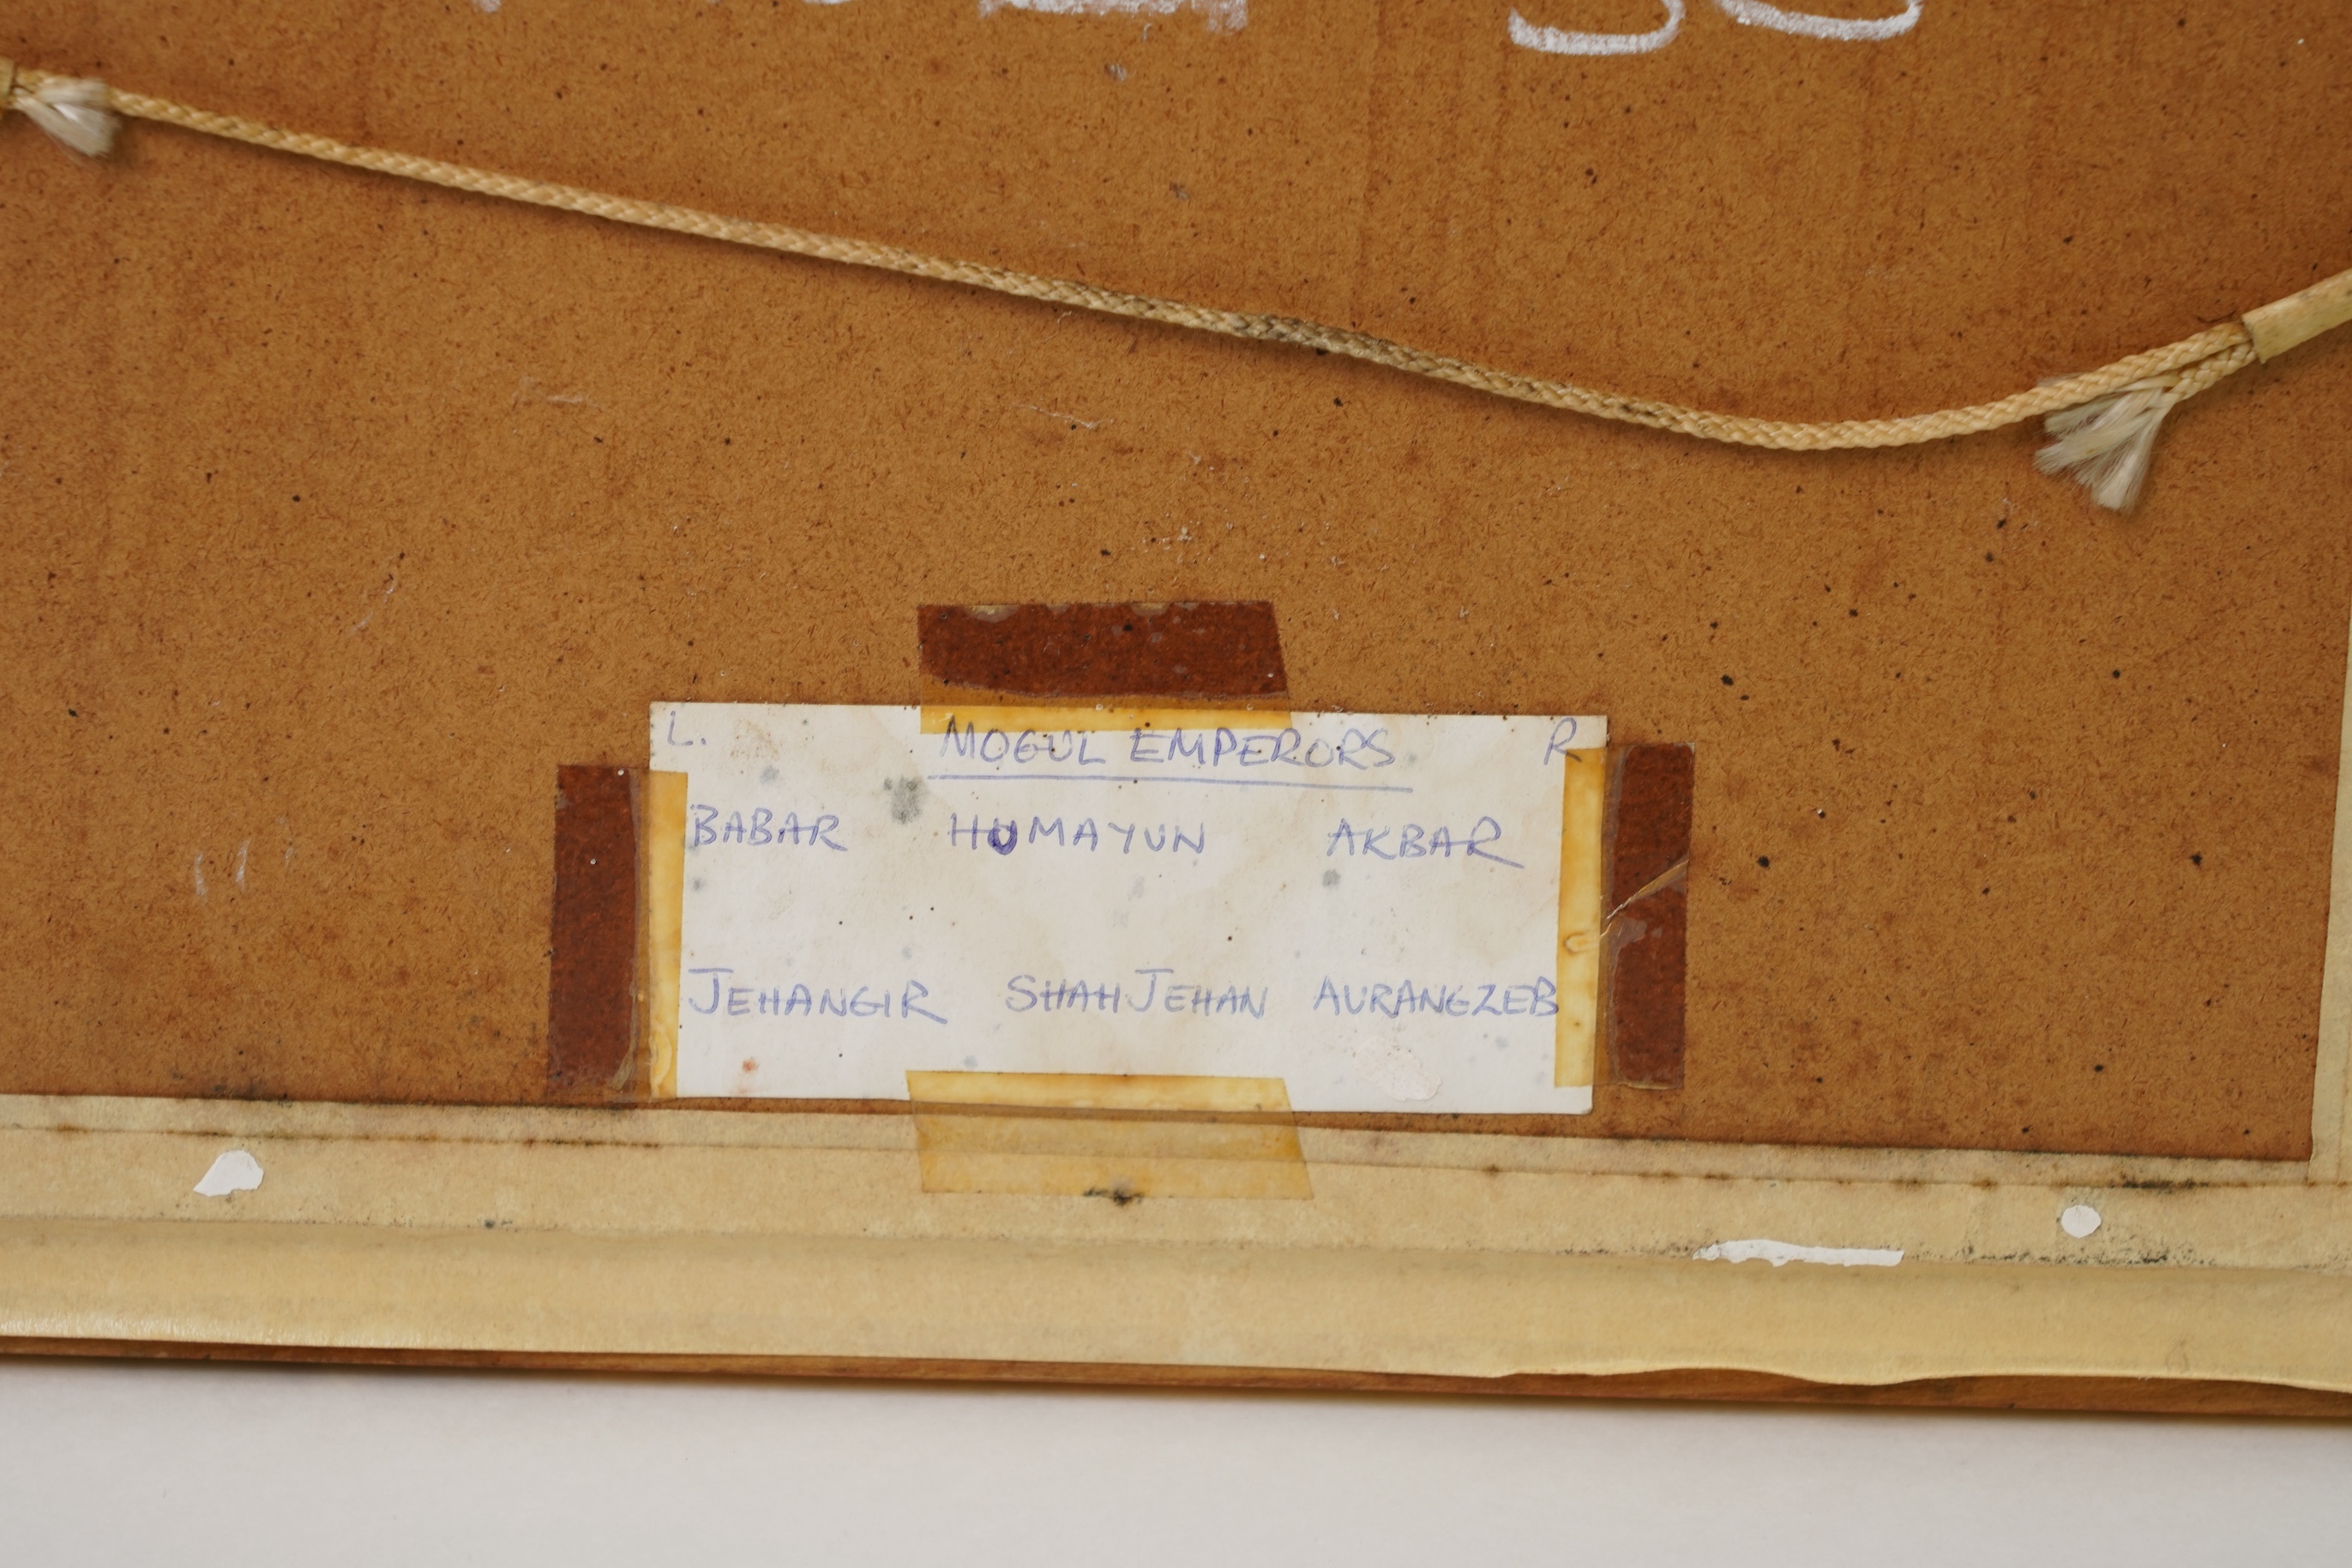 L. MOGUL EMPERORS R
BABAR HUMAYUN AKBAR
JEHANGIR SHAH JEHAN AURANGZEB